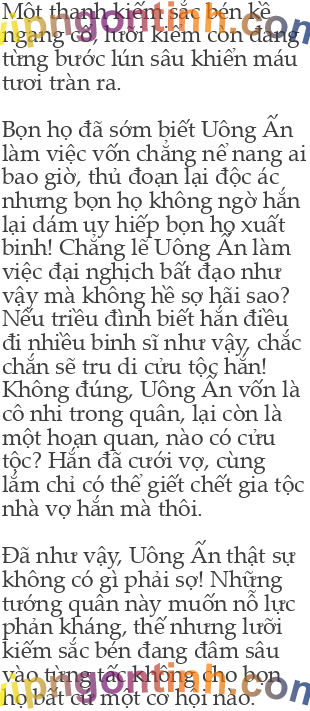 Một thanh kiếm sắc bén kề
ngang cổ, lưỡi kiếm còn đang
từng bước lún sâu khiến máu
tươi tràn ra.

Bọn họ đã sớm biết Uông Ấn
làm việc vốn chẳng nể nang ai
bao giờ, thủ đoạn lại độc ác
nhưng bọn họ không ngờ hắn
lại dám uy hiếp bọn họ xuất
binh! Chẳng lẽ Uông Ấn làm
việc đại nghịch bất đạo như
vậy mà không hề sợ hãi sao?
Nếu triều đình biết hắn điều
đi nhiều binh sĩ như vậy, chắc
chắn sẽ tru di cửu tộc hắn!
Không đúng, Uông Ấn vốn là
cô nhi trong quân, lại còn là
một hoạn quan, nào có cửu
tộc? Hắn đã cưới vợ, cùng
lắm chỉ có thể giết chết gia tộc
nhà vợ hắn mà thôi.

Đã như vậy, Uông Ấn thật sự
không có gì phải sợ! Những
tướng quân này muốn nỗ lực
phản kháng, thế nhưng lưỡi
kiếm sắc bén đang đâm sâu
vào từng tấc không cho bọn
họ bất cứ một cơ hội nào.
vipngontinh.com
vipngontinh.com